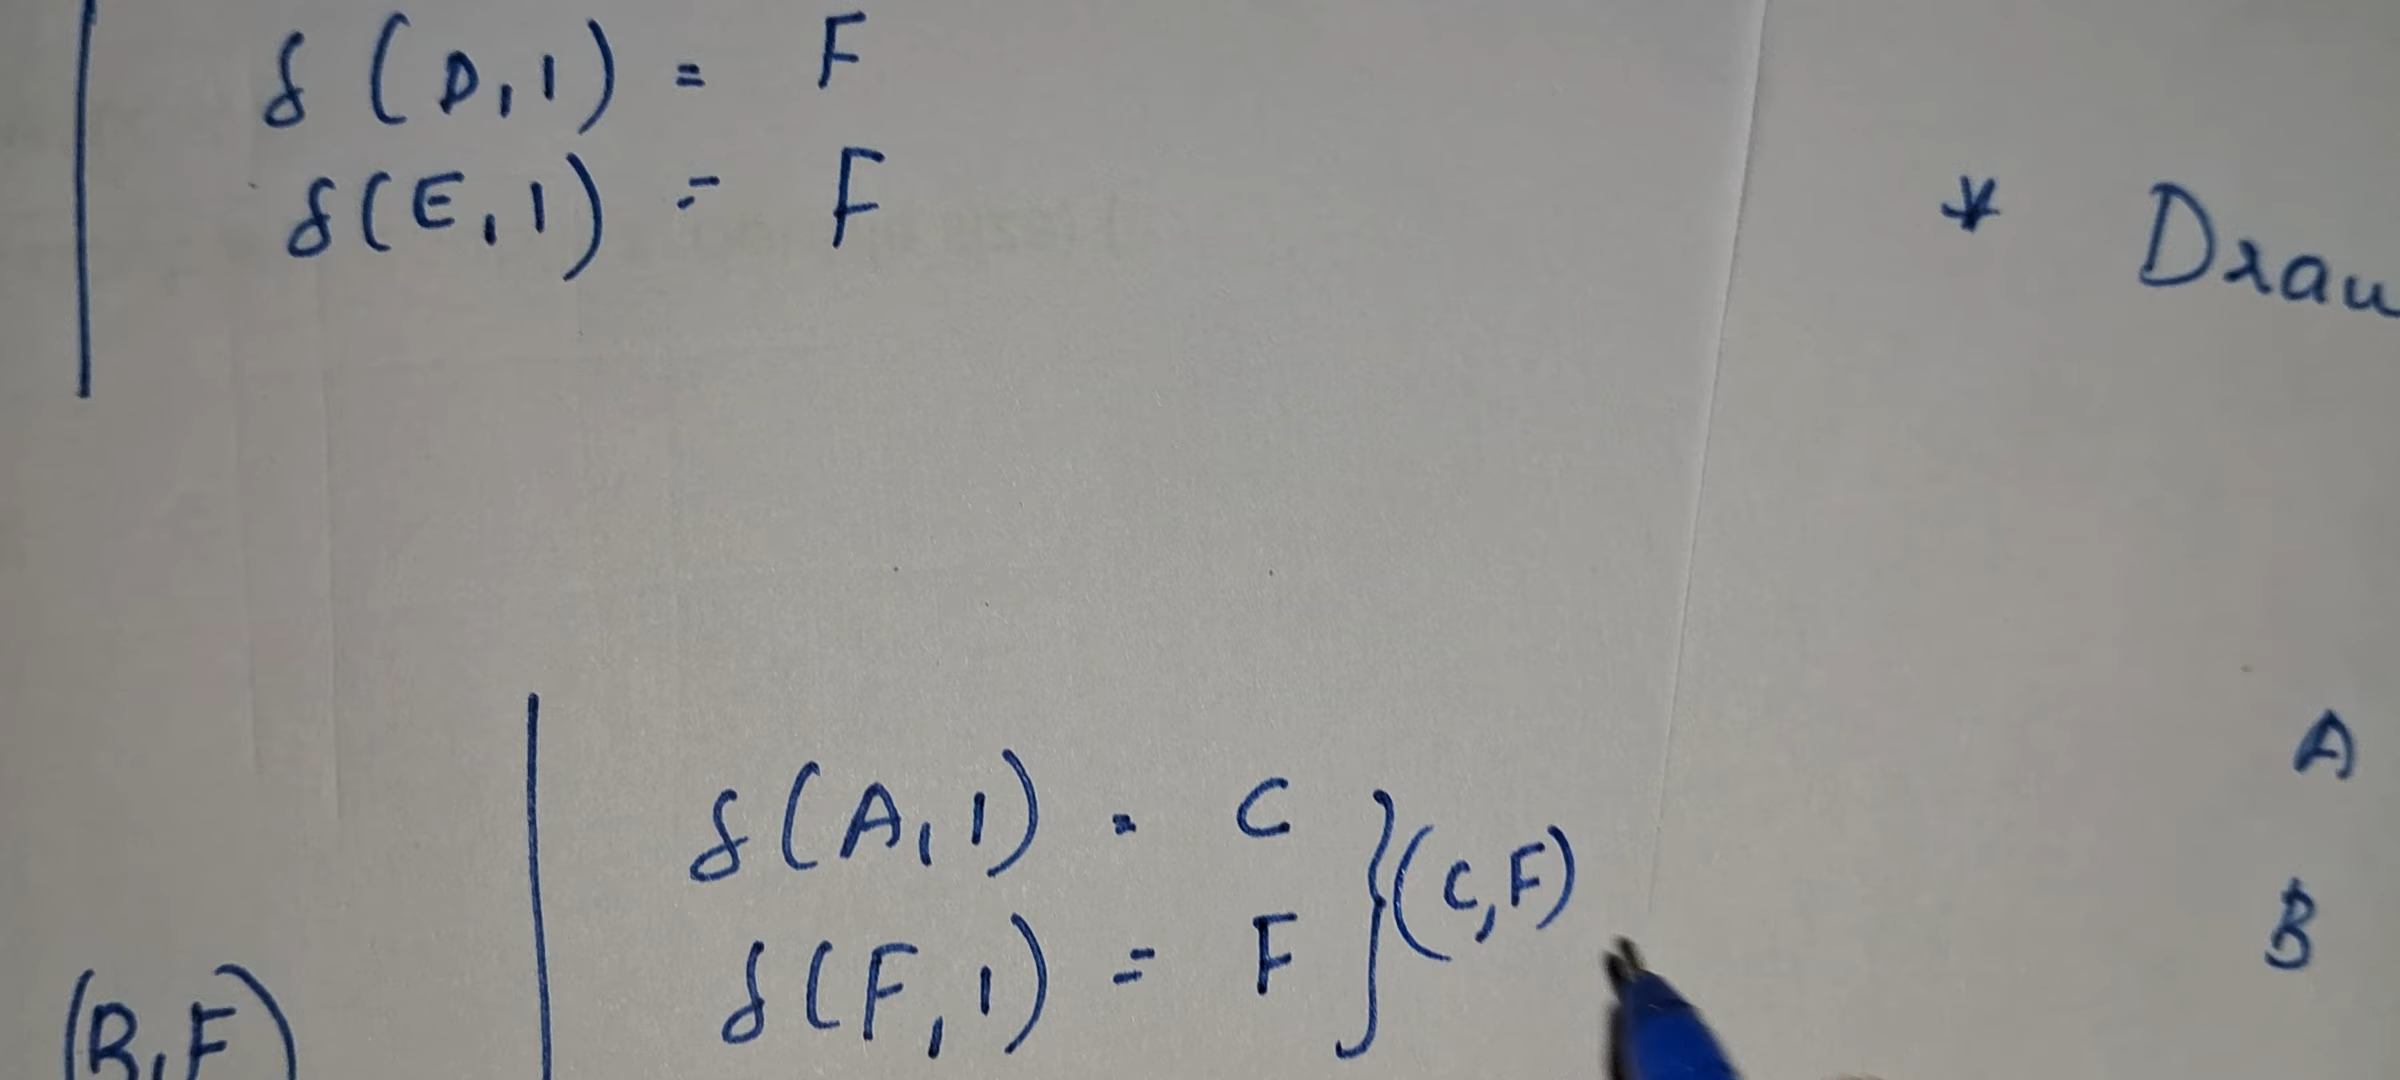 δ(D,1) = F
δ(E,1) = F
* Draw
δ(A,1) = C
δ(F,1) = F
} (C,F)
(B,F)
A
B